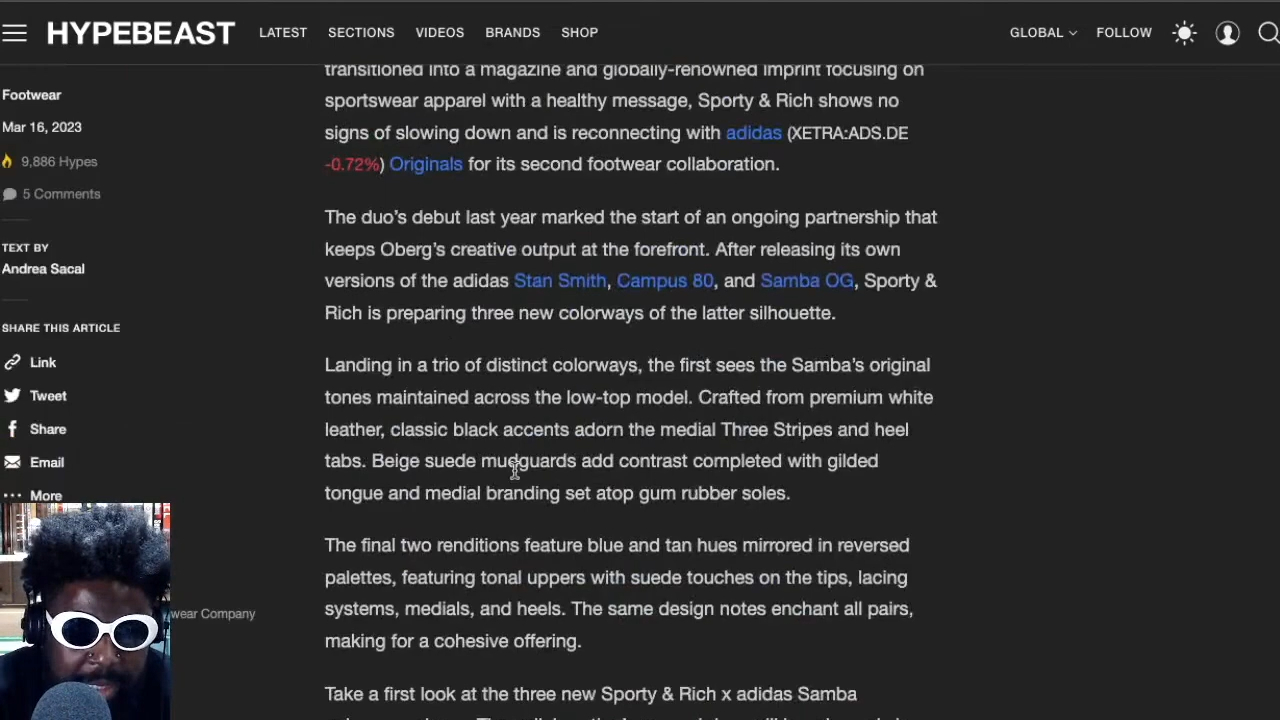 HYPEBEAST LATEST SECTIONS VIDEOS BRANDS SHOP GLOBAL FOLLOW
Footwear
Mar 16, 2023
9,886 Hypes
5 Comments
TEXT BY
Andrea Sacal
SHARE THIS ARTICLE
Link
Tweet
Share
Email
More
wear Company
transitioned into a magazine and globally-renowned imprint focusing on
sportswear apparel with a healthy message, Sporty & Rich shows no
signs of slowing down and is reconnecting with adidas (XETRA:ADS.DE
-0.72%) Originals for its second footwear collaboration.
The duo’s debut last year marked the start of an ongoing partnership that
keeps Oberg’s creative output at the forefront. After releasing its own
versions of the adidas Stan Smith, Campus 80, and Samba OG, Sporty &
Rich is preparing three new colorways of the latter silhouette.
Landing in a trio of distinct colorways, the first sees the Samba’s original
tones maintained across the low-top model. Crafted from premium white
leather, classic black accents adorn the medial Three Stripes and heel
tabs. Beige suede mudguards add contrast completed with gilded
tongue and medial branding set atop gum rubber soles.
The final two renditions feature blue and tan hues mirrored in reversed
palettes, featuring tonal uppers with suede touches on the tips, lacing
systems, medials, and heels. The same design notes enchant all pairs,
making for a cohesive offering.
Take a first look at the three new Sporty & Rich x adidas Samba